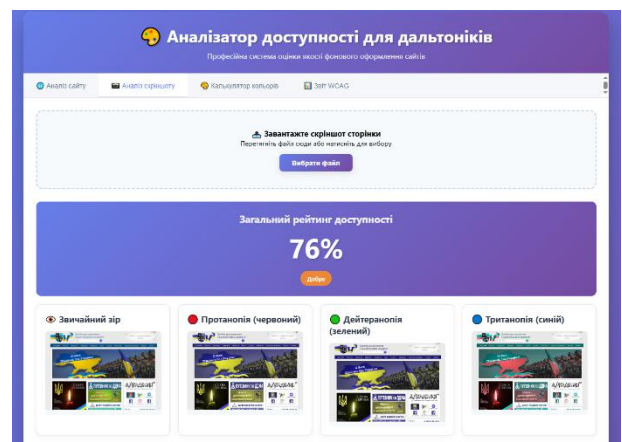 Аналізатор доступності для дальтоніків
Професійна система оцінки якості фонового оформлення сайтів
Аналіз сайту
Аналіз скріншоту
Калькулятор кольорів
Звіт WCAG
Завантажте скріншот сторінки
Перетягніть файл сюди або натисніть для вибору
Вибрати файл
Загальний рейтинг доступності
76%
Добре
Звичайний зір
Протанопія (червоний)
Дейтеранопія
(зелений)
Тританопія (синій)